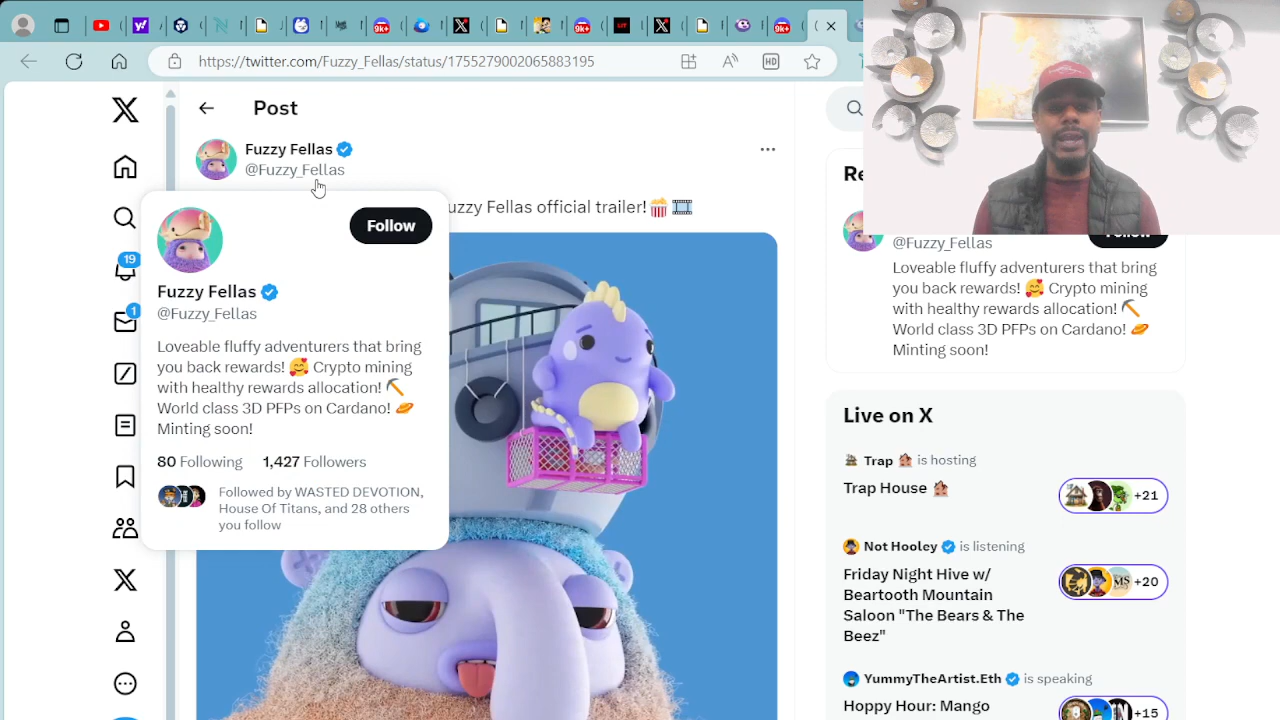 9k+
9k+
LIT
9k+
https://twitter.com/Fuzzy_Fellas/status/1755279002065883195
HD
Post
Fuzzy Fellas
@Fuzzy_Fellas
uzzy Fellas official trailer! 🍿 🎞️
Follow
Fuzzy Fellas
@Fuzzy_Fellas
Loveable fluffy adventurers that bring
you back rewards! 🥰 Crypto mining
with healthy rewards allocation! ⛏️
World class 3D PFPs on Cardano! 🪐
Minting soon!
80 Following 1,427 Followers
Followed by WASTED DEVOTION,
House Of Titans, and 28 others
you follow
19
1
Re
@Fuzzy_Fellas
Loveable fluffy adventurers that bring
you back rewards! 🥰 Crypto mining
with healthy rewards allocation! ⛏️
World class 3D PFPs on Cardano! 🪐
Minting soon!
Live on X
Trap 🏚️ is hosting
Trap House 🏚️
+21
Not Hooley is listening
Friday Night Hive w/
Beartooth Mountain
Saloon "The Bears & The
Beez"
+20
YummyTheArtist.Eth is speaking
Hoppy Hour: Mango
+15